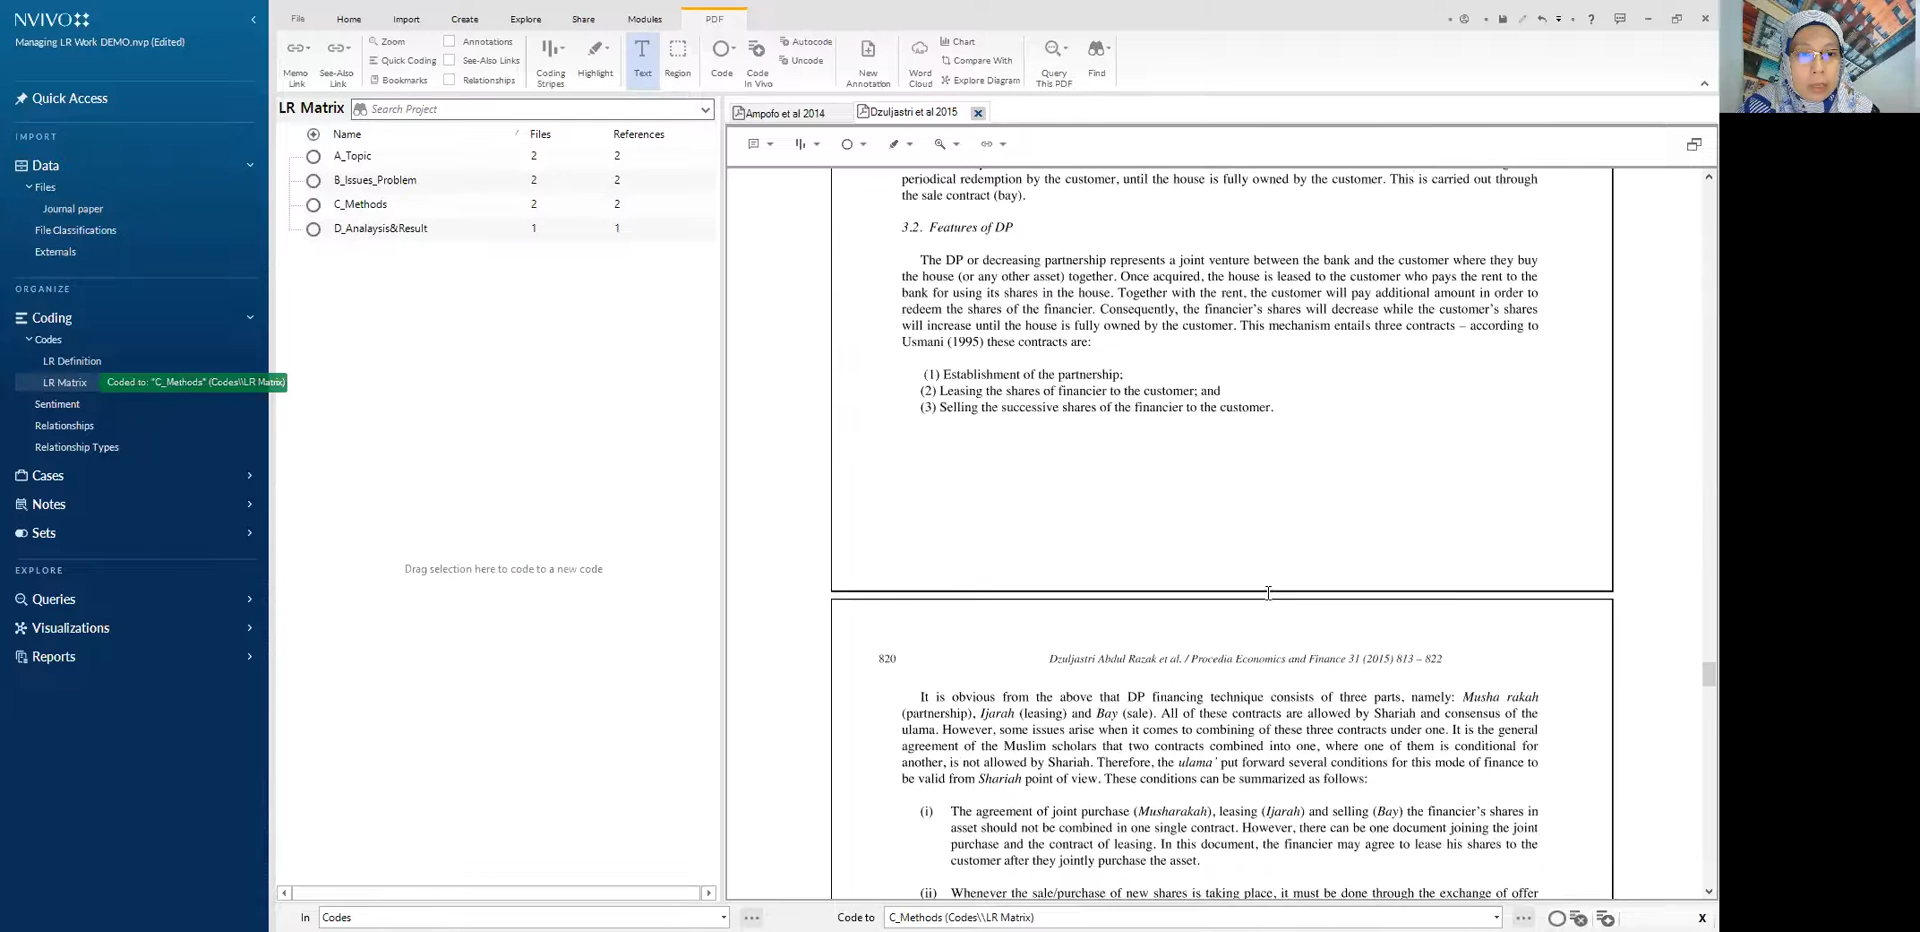 NVIVO
Managing LR Work DEMO.nvp (Edited)
Quick Access
IMPORT
Data
Files
Journal paper
File Classifications
Externals
ORGANIZE
Coding
Codes
LR Definition
LR Matrix
Coded to: "C_Methods" (Codes\\LR Matrix)
Sentiment
Relationships
Relationship Types
Cases
Notes
Sets
EXPLORE
Queries
Visualizations
Reports
File Home Import Create Explore Share Modules PDF
Memo Link
See-Also Link
Zoom
Quick Coding
Bookmarks
Annotations
See-Also Links
Relationships
Coding Stripes
Highlight
Text
Region
Code
Code In Vivo
Autocode
Uncode
New Annotation
Word Cloud
Chart
Compare With
Explore Diagram
Query This PDF
Find
LR Matrix Search Project
Name Files References
A_Topic 2 2
B_Issues_Problem 2 2
C_Methods 2 2
D_Analaysis&Result 1 1
Drag selection here to code to a new code
Ampofo et al 2014 Dzuljastri et al 2015
periodical redemption by the customer, until the house is fully owned by the customer. This is carried out through
the sale contract (bay).
3.2. Features of DP
The DP or decreasing partnership represents a joint venture between the bank and the customer where they buy
the house (or any other asset) together. Once acquired, the house is leased to the customer who pays the rent to the
bank for using its shares in the house. Together with the rent, the customer will pay additional amount in order to
redeem the shares of the financier. Consequently, the financier's shares will decrease while the customer's shares
will increase until the house is fully owned by the customer. This mechanism entails three contracts – according to
Usmani (1995) these contracts are:
(1) Establishment of the partnership;
(2) Leasing the shares of financier to the customer; and
(3) Selling the successive shares of the financier to the customer.
820 Dzuljastri Abdul Razak et al. / Procedia Economics and Finance 31 (2015) 813 – 822
It is obvious from the above that DP financing technique consists of three parts, namely: Musha rakah
(partnership), Ijarah (leasing) and Bay (sale). All of these contracts are allowed by Shariah and consensus of the
ulama. However, some issues arise when it comes to combining of these three contracts under one. It is the general
agreement of the Muslim scholars that two contracts combined into one, where one of them is conditional for
another, is not allowed by Shariah. Therefore, the ulama' put forward several conditions for this mode of finance to
be valid from Shariah point of view. These conditions can be summarized as follows:
(i) The agreement of joint purchase (Musharakah), leasing (Ijarah) and selling (Bay) the financier's shares in
asset should not be combined in one single contract. However, there can be one document joining the joint
purchase and the contract of leasing. In this document, the financier may agree to lease his shares to the
customer after they jointly purchase the asset.
(ii) Whenever the sale/purchase of new shares is taking place, it must be done through the exchange of offer
In Codes
Code to C_Methods (Codes\\LR Matrix)
X